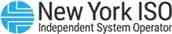 New York ISO
Independent System Operator